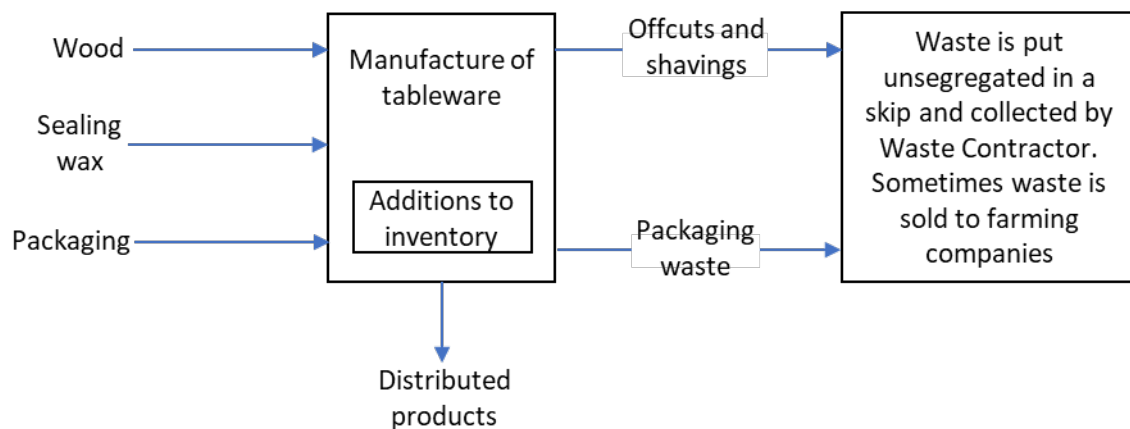 Wood
Sealing
wax
Packaging
Manufacture of
tableware
Additions to
inventory
Offcuts and
shavings
Packaging
waste
Waste is put
unsegregated in a
skip and collected by
Waste Contractor.
Sometimes waste is
sold to farming
companies
Distributed
products